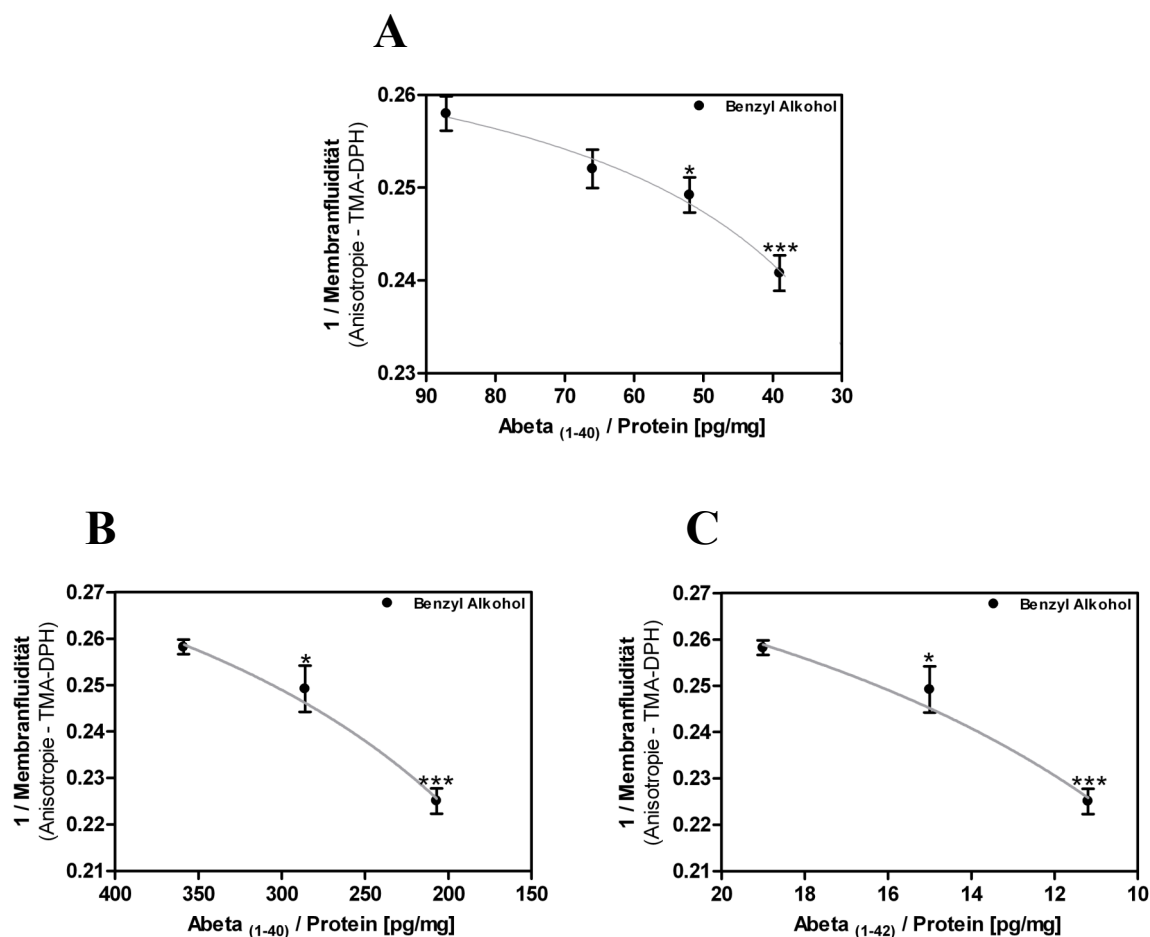 A
0.26
0.25
0.24
0.23
1 / Membranfluidität
(Anisotropie - TMA-DPH)
Benzyl Alkohol
*
***
90 80 70 60 50 40 30
Abeta (1-40) / Protein [pg/mg]
B
0.27
0.26
0.25
0.24
0.23
0.22
0.21
1 / Membranfluidität
(Anisotropie - TMA-DPH)
Benzyl Alkohol
*
***
400 350 300 250 200 150
Abeta (1-40) / Protein [pg/mg]
C
0.27
0.26
0.25
0.24
0.23
0.22
0.21
1 / Membranfluidität
(Anisotropie - TMA-DPH)
Benzyl Alkohol
*
***
20 18 16 14 12 10
Abeta (1-42) / Protein [pg/mg]